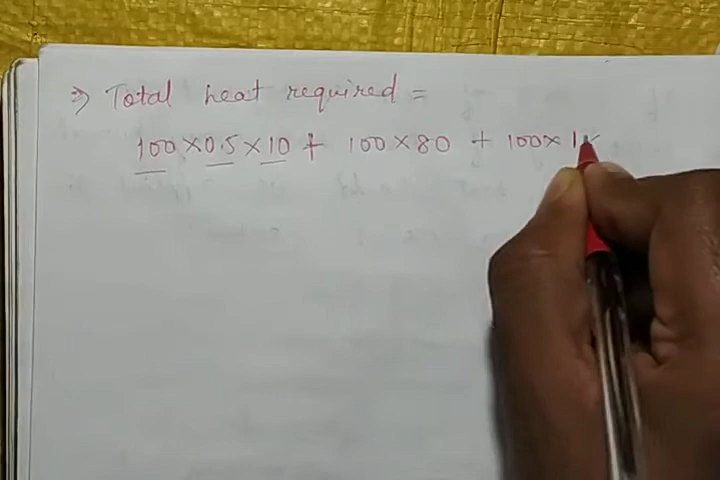 ⇒ Total heat required =
100 × 0.5 × 10 + 100 × 80 + 100 × 1 ×